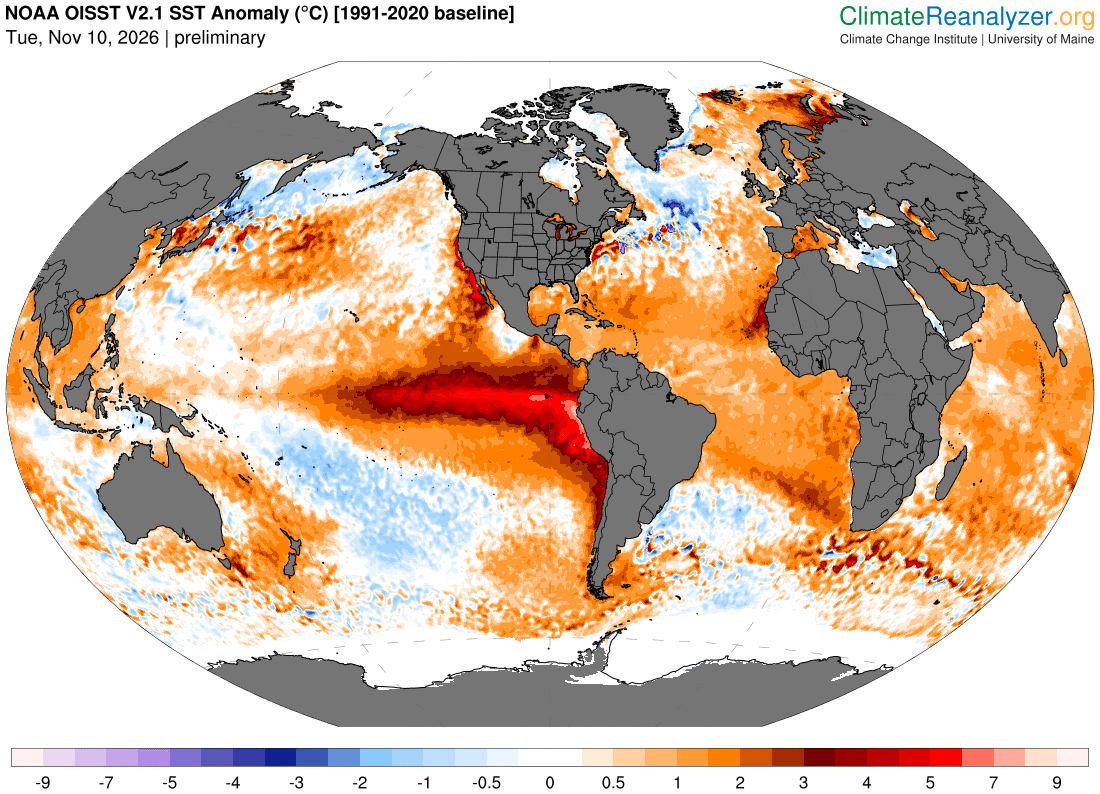 NOAA OISST V2.1 SST Anomaly (°C) [1991-2020 baseline]
Tue, Nov 10, 2026 | preliminary
ClimateReanalyzer.org
Climate Change Institute | University of Maine
-9 -7 -5 -4 -3 -2 -1 -0.5 0 0.5 1 2 3 4 5 7 9